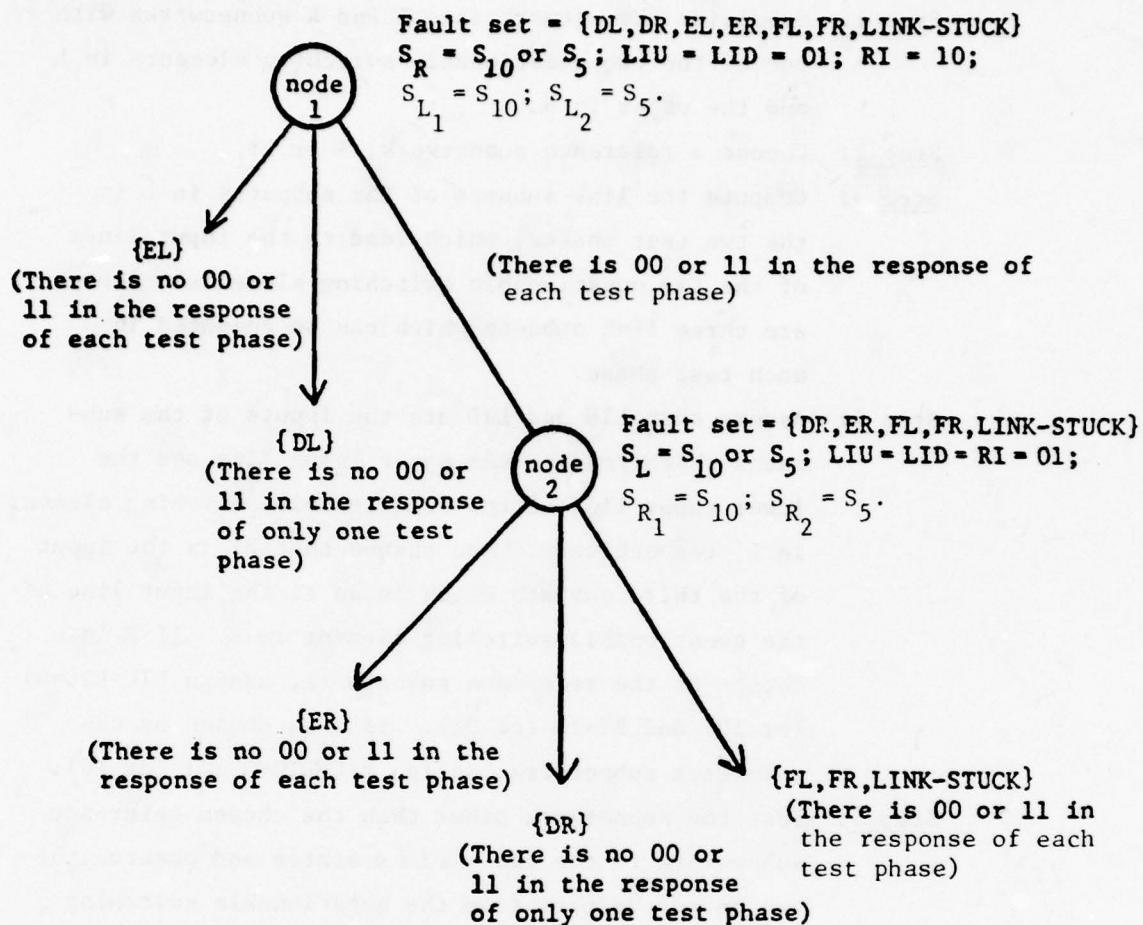 Fault set = {DL,DR,EL,ER,FL,FR,LINK-STUCK}
S_R = S_10 or S_5 ; LIU = LID = 01; RI = 10;
S_L_1 = S_10 ; S_L_2 = S_5.
node
1
{EL}
(There is no 00 or
11 in the response
of each test phase)
(There is 00 or 11 in the response of
each test phase)
{DL}
(There is no 00 or
11 in the response
of only one test
phase)
node
2
Fault set = {DR,ER,FL,FR,LINK-STUCK}
S_L = S_10 or S_5 ; LIU = LID = RI = 01;
S_R_1 = S_10 ; S_R_2 = S_5.
{ER}
(There is no 00 or 11 in the
response of each test phase)
{DR}
(There is no 00 or
11 in the response
of only one test phase)
{FL,FR,LINK-STUCK}
(There is 00 or 11 in
the response of each
test phase)